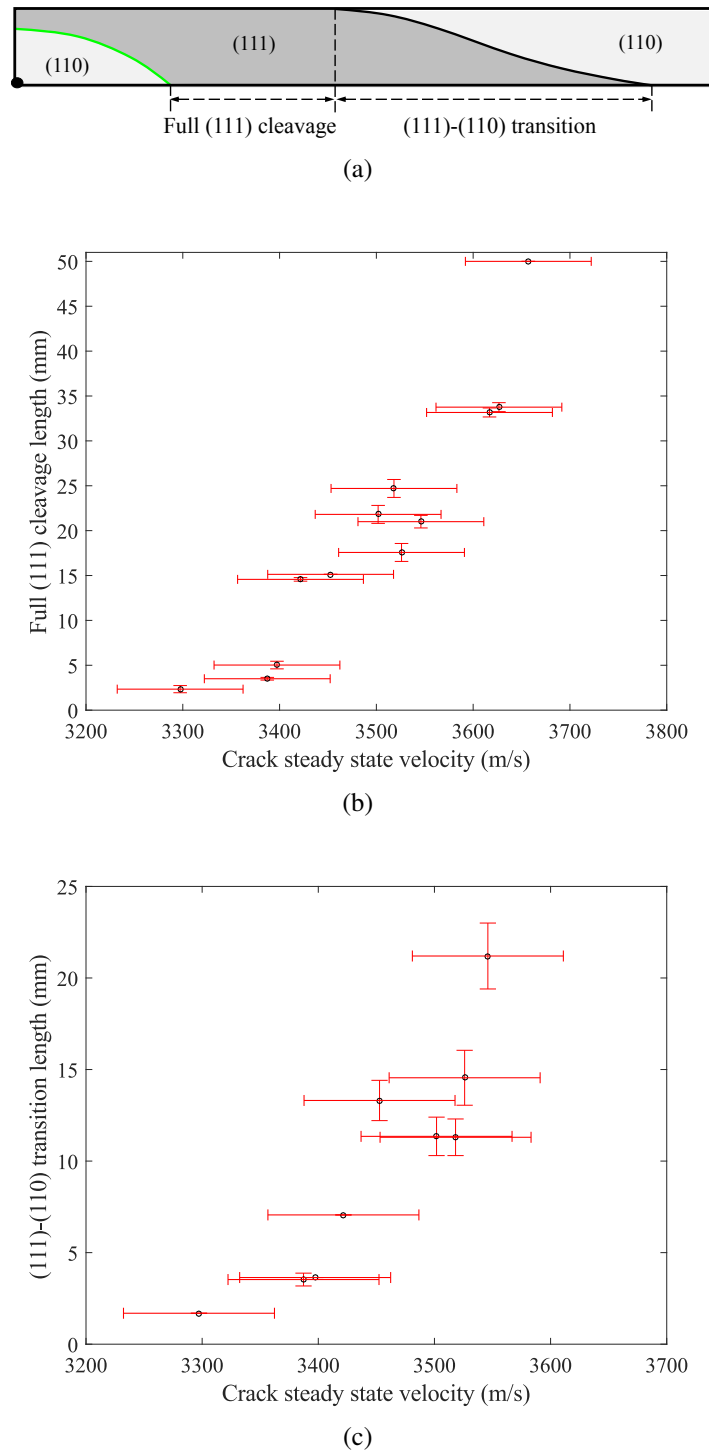 (111)
(110)
(110)
Full (111) cleavage
(111)-(110) transition
(a)
50
45
40
35
30
25
20
15
10
5
0
Full (111) cleavage length (mm)
3200 3300 3400 3500 3600 3700 3800
Crack steady state velocity (m/s)
(b)
25
20
15
10
5
0
(111)-(110) transition length (mm)
3200 3300 3400 3500 3600 3700
Crack steady state velocity (m/s)
(c)